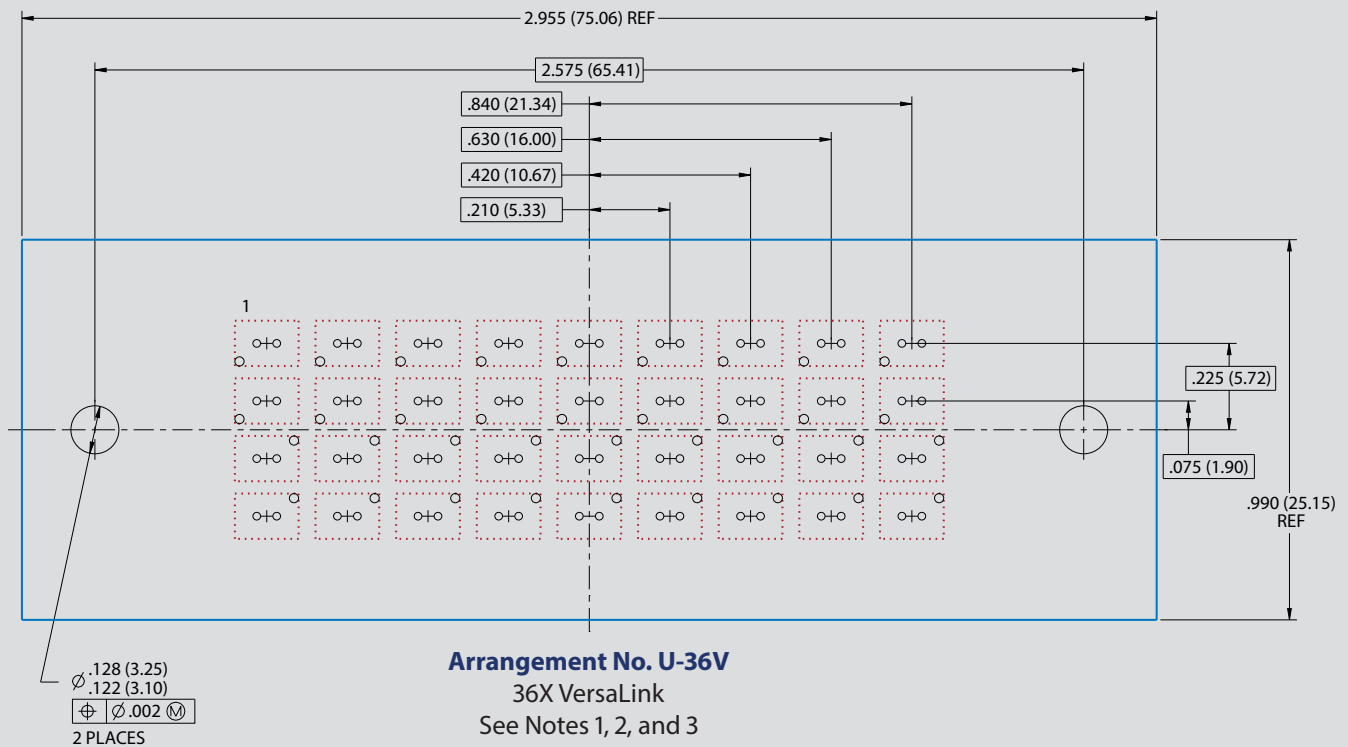 2.955 (75.06) REF
2.575 (65.41)
.840 (21.34)
.630 (16.00)
.420 (10.67)
.210 (5.33)
1
.225 (5.72)
.075 (1.90)
.990 (25.15)
REF
⌀ .128 (3.25)
.122 (3.10)
⌖ ⌀.002 Ⓜ
2 PLACES
Arrangement No. U-36V
36X VersaLink
See Notes 1, 2, and 3